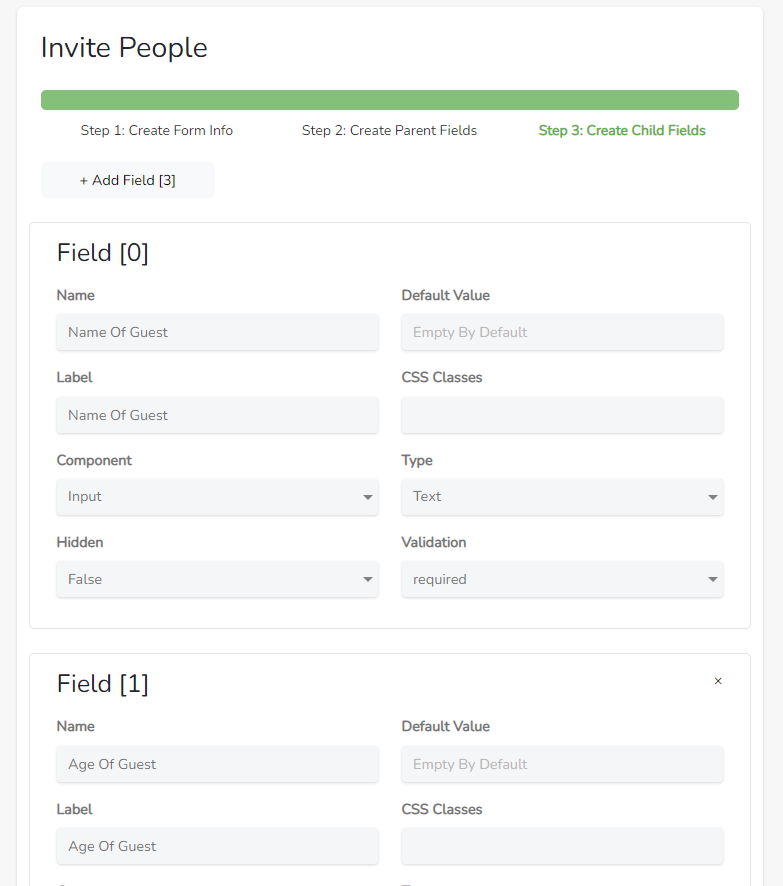 Invite People
Step 1: Create Form Info Step 2: Create Parent Fields Step 3: Create Child Fields
+ Add Field [3]
Field [0]
Name Default Value
Name Of Guest Empty By Default
Label CSS Classes
Name Of Guest
Component Type
Input Text
Hidden Validation
False required
Field [1] ×
Name Default Value
Age Of Guest Empty By Default
Label CSS Classes
Age Of Guest